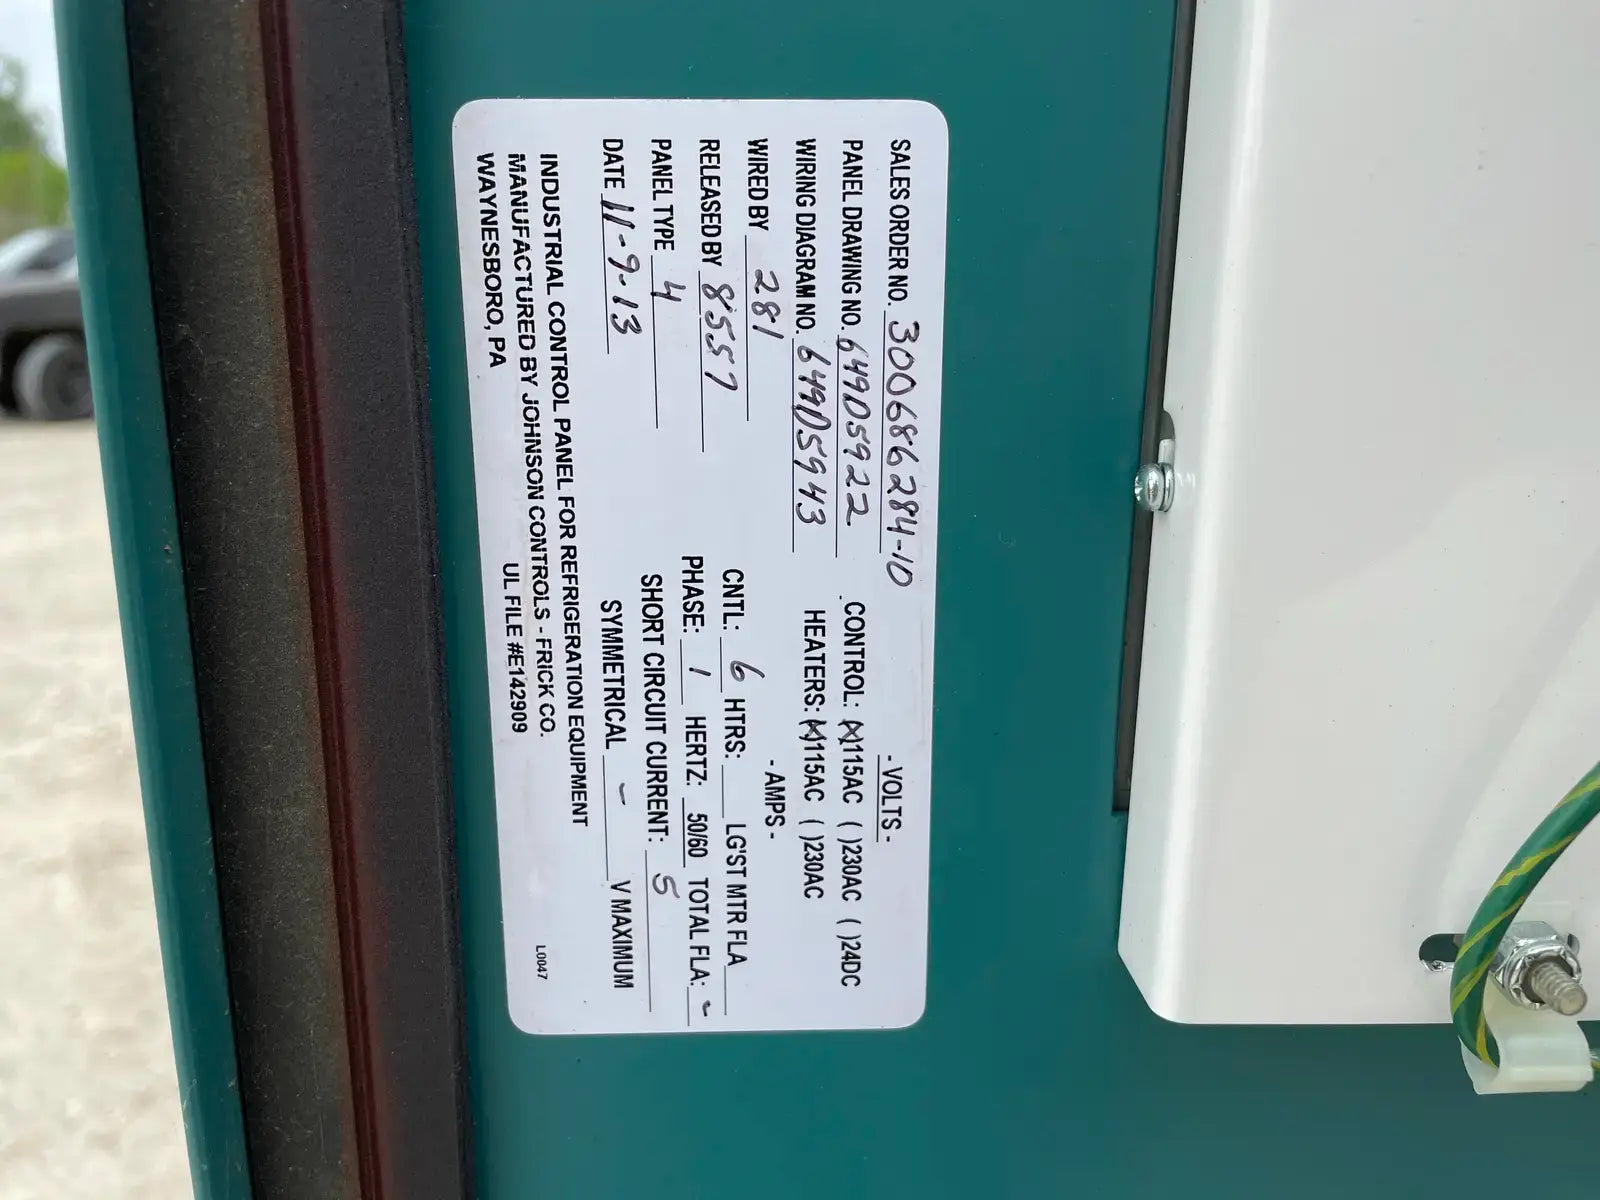 SALES ORDER NO. 3006866284-10
PANEL DRAWING NO. 649D5922
WIRING DIAGRAM NO. 649D5943
WIRED BY 281
RELEASED BY 8557
PANEL TYPE 4
DATE 11-9-13
- VOLTS -
CONTROL: (X)115AC ( )230AC ( )24DC
HEATERS: (X)115AC ( )230AC
- AMPS -
CNTL: 6 HTRS: LG'ST MTR FLA
PHASE: 1 HERTZ: 50/60 TOTAL FLA: -
SHORT CIRCUIT CURRENT: 5
SYMMETRICAL - V MAXIMUM
INDUSTRIAL CONTROL PANEL FOR REFRIGERATION EQUIPMENT
MANUFACTURED BY JOHNSON CONTROLS - FRICK CO.
WAYNESBORO, PA UL FILE #E142909
L0047